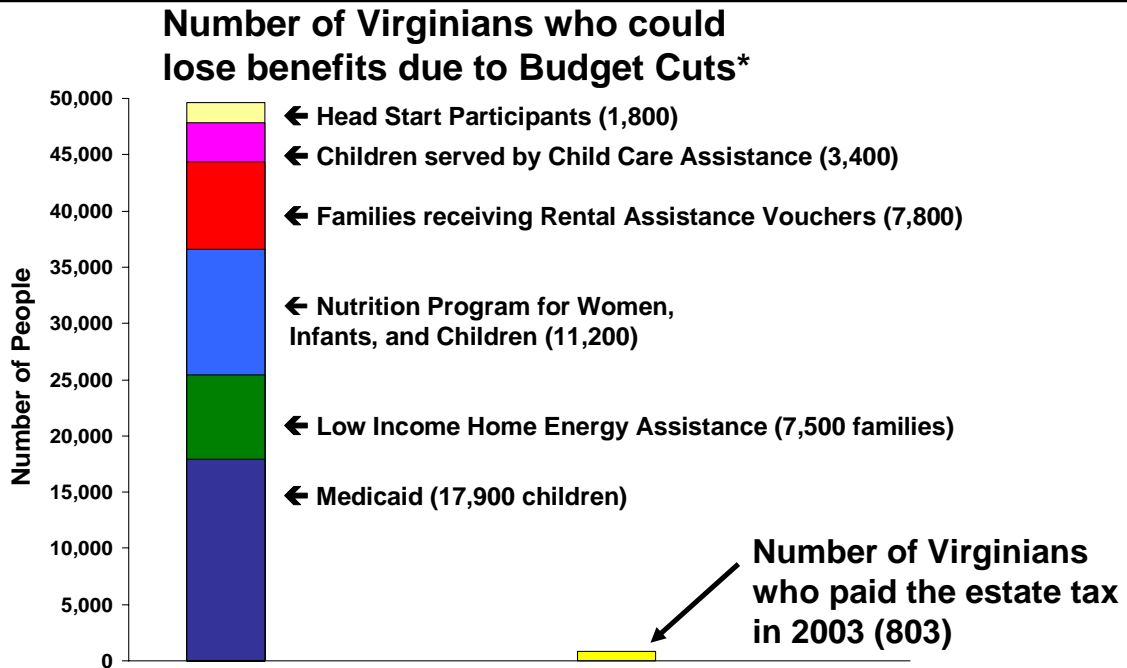 Number of Virginians who could
lose benefits due to Budget Cuts*
50,000
45,000
40,000
35,000
30,000
25,000
20,000
15,000
10,000
5,000
0
Number of People
← Head Start Participants (1,800)
← Children served by Child Care Assistance (3,400)
← Families receiving Rental Assistance Vouchers (7,800)
← Nutrition Program for Women,
Infants, and Children (11,200)
← Low Income Home Energy Assistance (7,500 families)
← Medicaid (17,900 children)
Number of Virginians
who paid the estate tax
in 2003 (803)